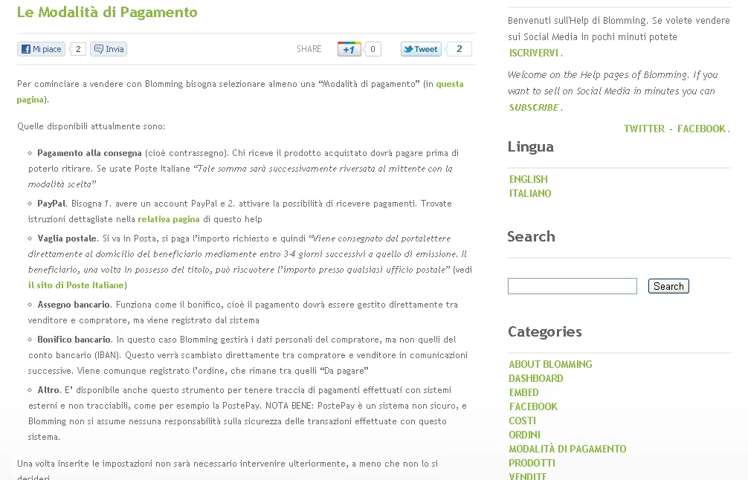 Le Modalità di Pagamento
Mi piace 2 Invia SHARE +1 0 Tweet 2
Per cominciare a vendere con Blomming bisogna selezionare almeno una “Modalità di pagamento” (in questa
pagina).
Quelle disponibili attualmente sono:
Pagamento alla consegna (cioè contrassegno). Chi riceve il prodotto acquistato dovrà pagare prima di
poterlo ritirare. Se usate Poste Italiane “Tale somma sarà successivamente riversata al mittente con la
modalità scelta”
PayPal. Bisogna 1. avere un account PayPal e 2. attivare la possibilità di ricevere pagamenti. Trovate
istruzioni dettagliate nella relativa pagina di questo help
Vaglia postale. Si va in Posta, si paga l’importo richiesto e quindi “Viene consegnato dal portalettere
direttamente al domicilio del beneficiario mediamente entro 3-4 giorni successivi a quello di emissione. Il
beneficiario, una volta in possesso del titolo, può riscuotere l’importo presso qualsiasi ufficio postale” (vedi
il sito di Poste Italiane)
Assegno bancario. Funziona come il bonifico, cioè il pagamento dovrà essere gestito direttamente tra
venditore e compratore, ma viene registrato dal sistema
Bonifico bancario. In questo caso Blomming gestirà i dati personali del compratore, ma non quelli del
conto bancario (IBAN). Questo verrà scambiato direttamente tra compratore e venditore in comunicazioni
successive. Viene comunque registrato l’ordine, che rimane tra quelli “Da pagare”
Altro. E’ disponibile anche questo strumento per tenere traccia di pagamenti effettuati con sistemi
esterni e non tracciabili, come per esempio la PostePay. NOTA BENE: PostePay è un sistema non sicuro, e
Blomming non si assume nessuna responsabilità sulla sicurezza delle transazioni effettuate con questo
sistema.
Una volta inserite le impostazioni non sarà necessario intervenire ulteriormente, a meno che non lo si
desideri
Benvenuti sull'Help di Blomming. Se volete vendere
sui Social Media in pochi minuti potete
ISCRIVERVI .
Welcome on the Help pages of Blomming. If you
want to sell on Social Media in minutes you can
SUBSCRIBE .
TWITTER - FACEBOOK .
Lingua
ENGLISH
ITALIANO
Search
Search
Categories
ABOUT BLOMMING
DASHBOARD
EMBED
FACEBOOK
COSTI
ORDINI
MODALITÀ DI PAGAMENTO
PRODOTTI
VENDITE